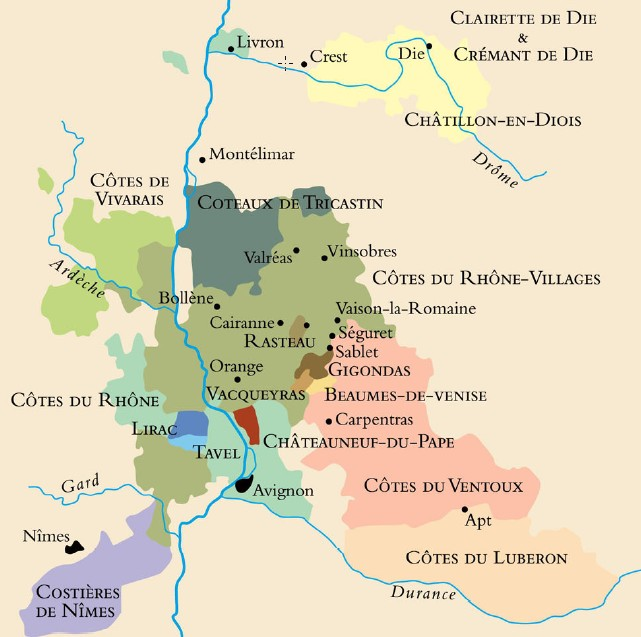 CLAIRETTE DE DIE
&
CRÉMANT DE DIE
Livron
Crest
Die
CHÂTILLON-EN-DIOIS
Drôme
Montélimar
CÔTES DE
VIVARAIS
COTEAUX DE TRICASTIN
Valréas
Vinsobres
Ardèche
CÔTES DU RHÔNE-VILLAGES
Bollène
Vaison-la-Romaine
Cairanne
Séguret
RASTEAU
Sablet
Orange
GIGONDAS
VACQUEYRAS
BEAUMES-DE-VENISE
CÔTES DU RHÔNE
Carpentras
LIRAC
CHÂTEAUNEUF-DU-PAPE
TAVEL
Gard
Avignon
CÔTES DU VENTOUX
Apt
Nîmes
CÔTES DU LUBERON
COSTIÈRES
DE NÎMES
Durance